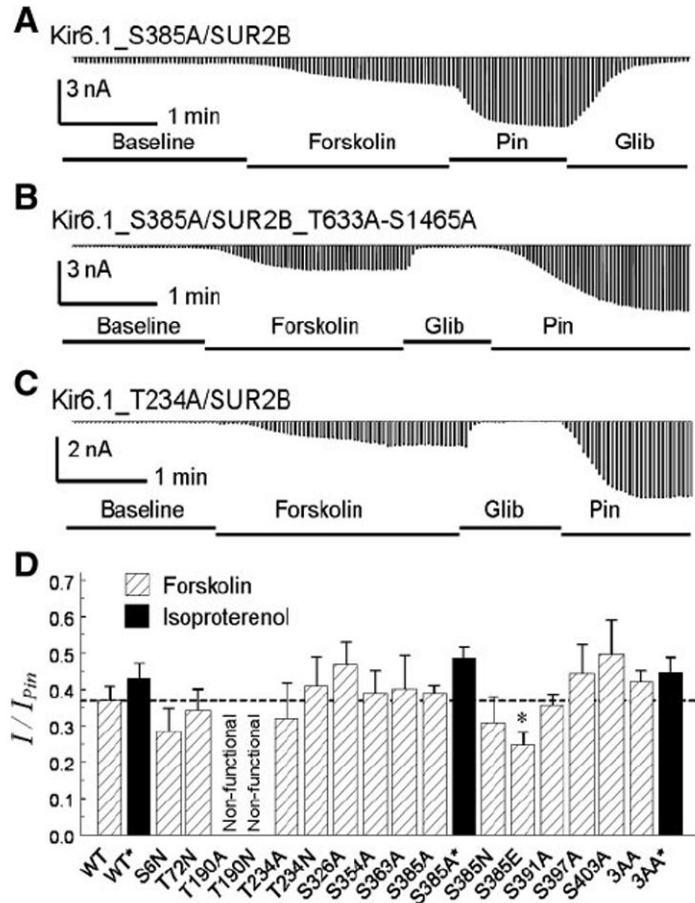 A
Kir6.1_S385A/SUR2B
3 nA
1 min
Baseline Forskolin Pin Glib
B
Kir6.1_S385A/SUR2B_T633A-S1465A
3 nA
1 min
Baseline Forskolin Glib Pin
C
Kir6.1_T234A/SUR2B
2 nA
1 min
Baseline Forskolin Glib Pin
D
0.7
0.6
0.5
0.4
0.3
0.2
0.1
0.0
I / I_Pin
Forskolin
Isoproterenol
Non-functional
Non-functional
*
WT WT* S6N T72N T190A T190N T234A T234N S326A S354A S363A S385A S385A* S385N S385E S391A S397A S403A 3AA 3AA*